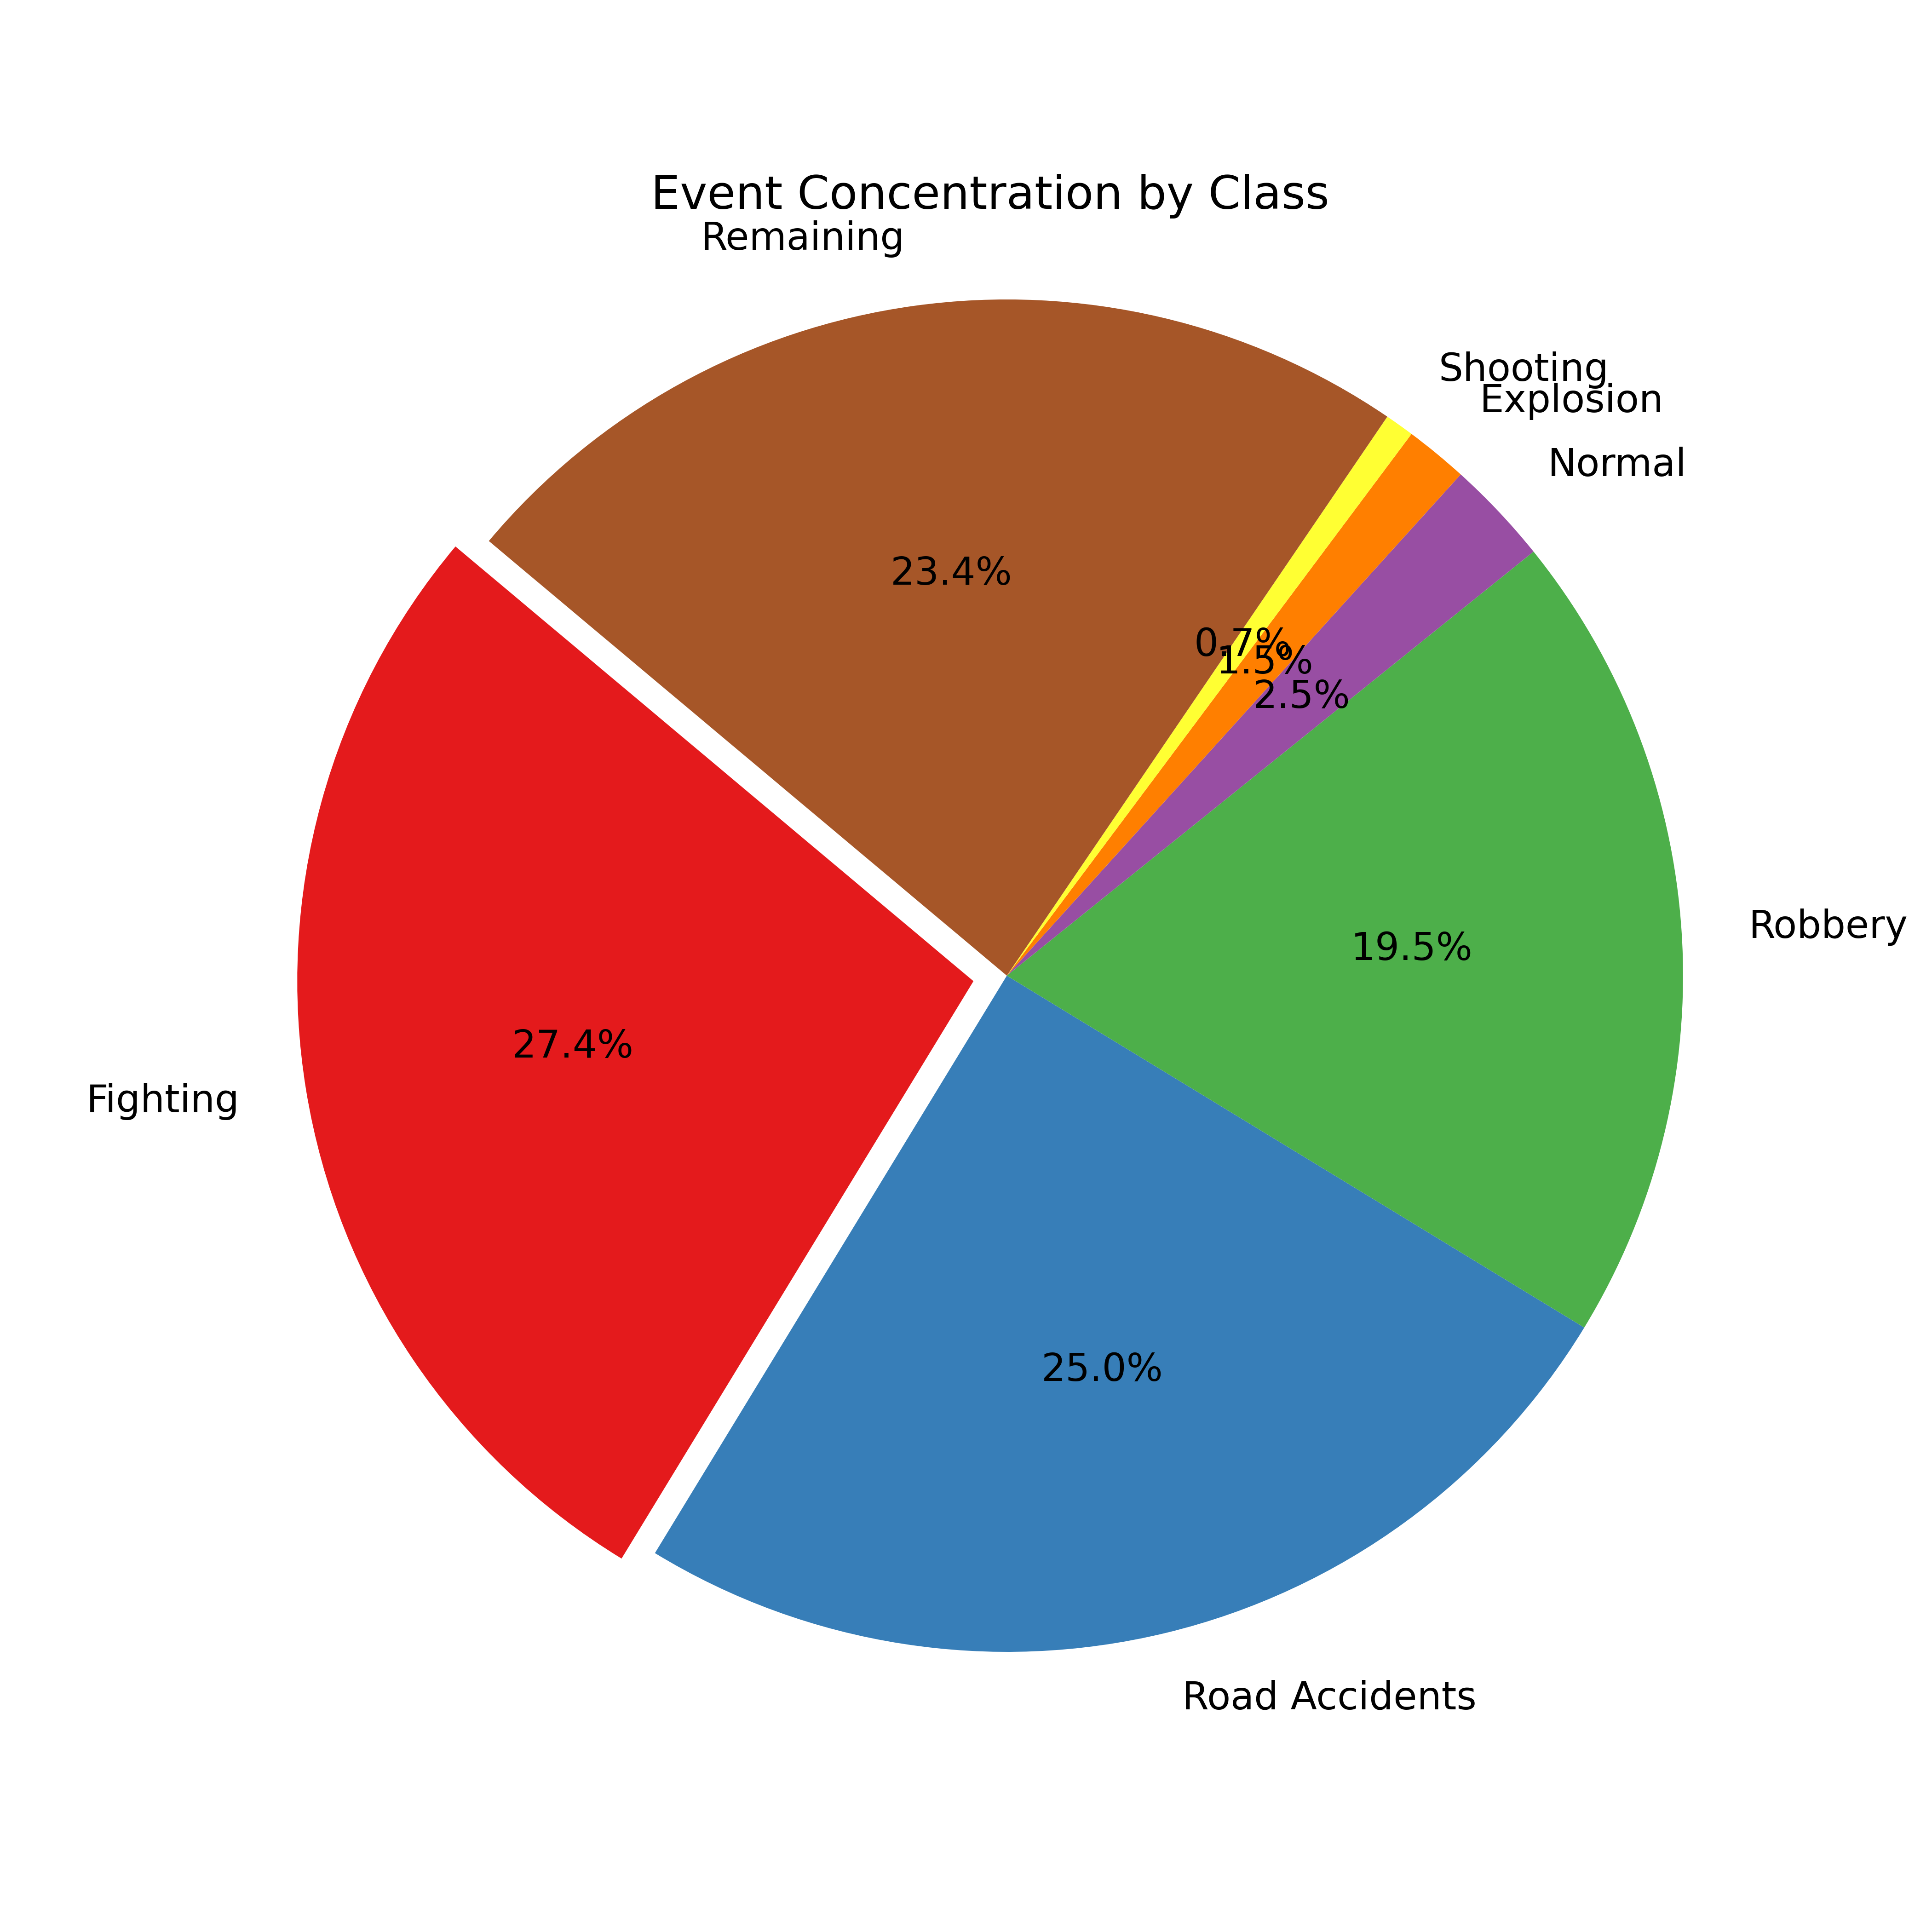 Event Concentration by Class
Remaining
Shooting
Explosion
Normal
23.4%
0.7%
1.5%
2.5%
Robbery
19.5%
27.4%
Fighting
25.0%
Road Accidents